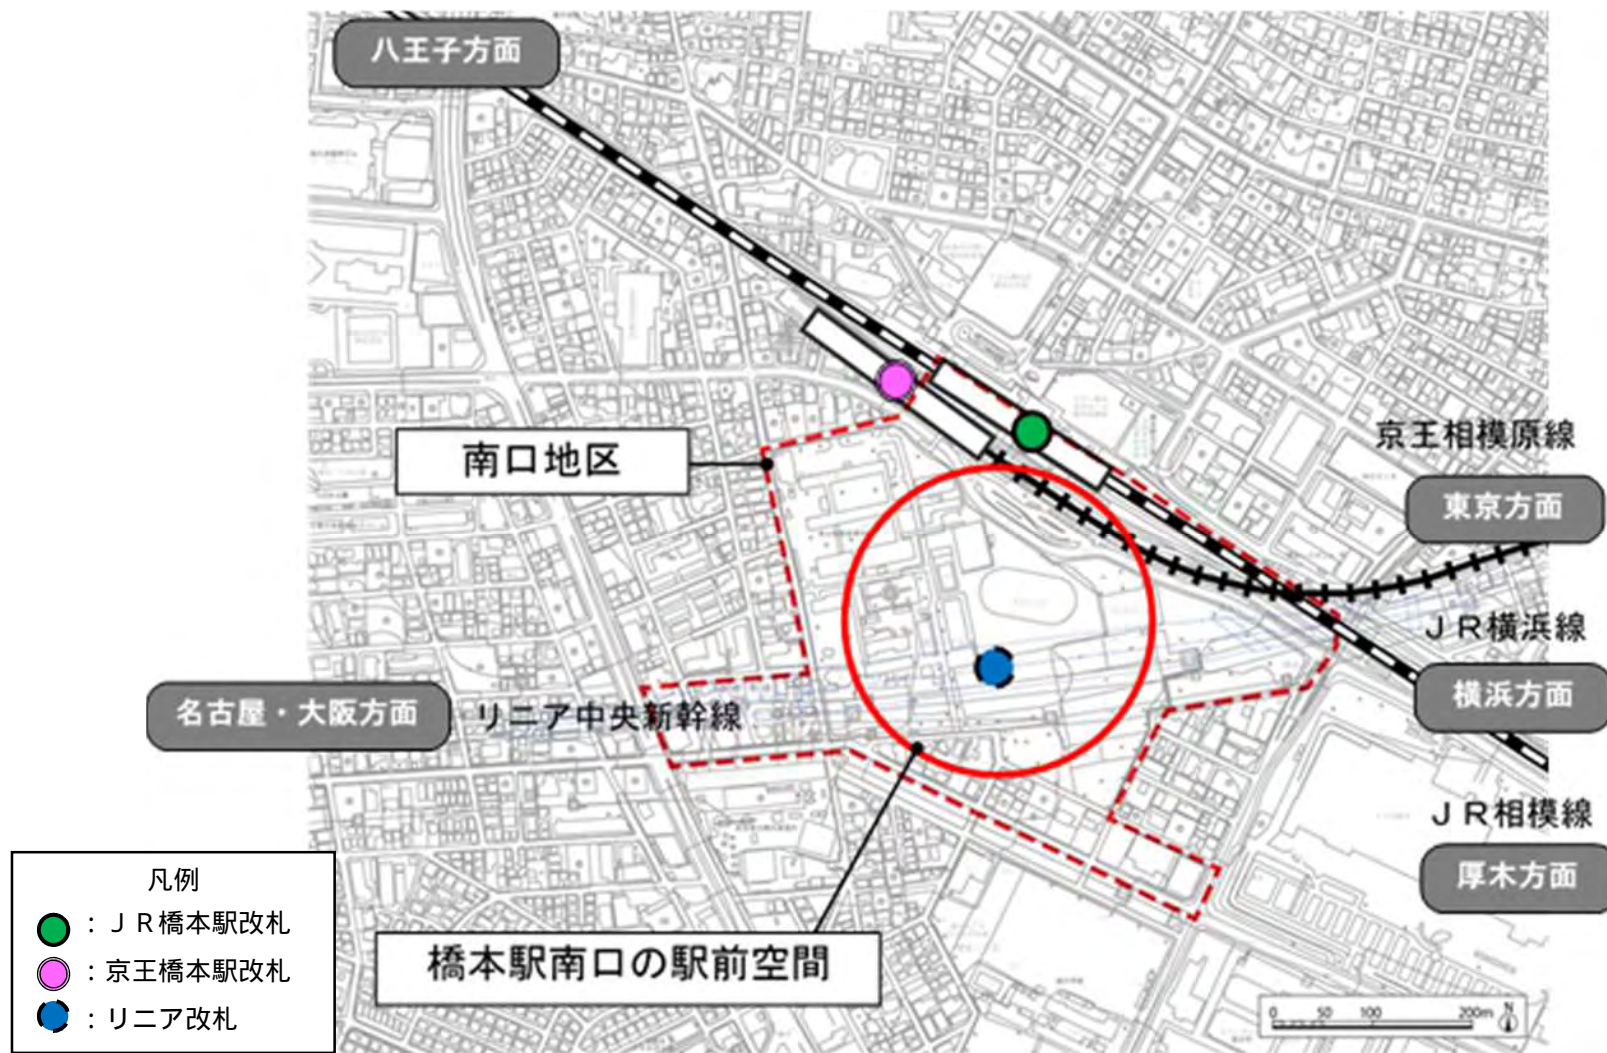 八王子方面
京王相模原線
南口地区
東京方面
ＪＲ横浜線
横浜方面
名古屋・大阪方面
リニア中央新幹線
ＪＲ相模線
厚木方面
凡例
：ＪＲ橋本駅改札
橋本駅南口の駅前空間
：京王橋本駅改札
：リニア改札
0 50 100 200m
N